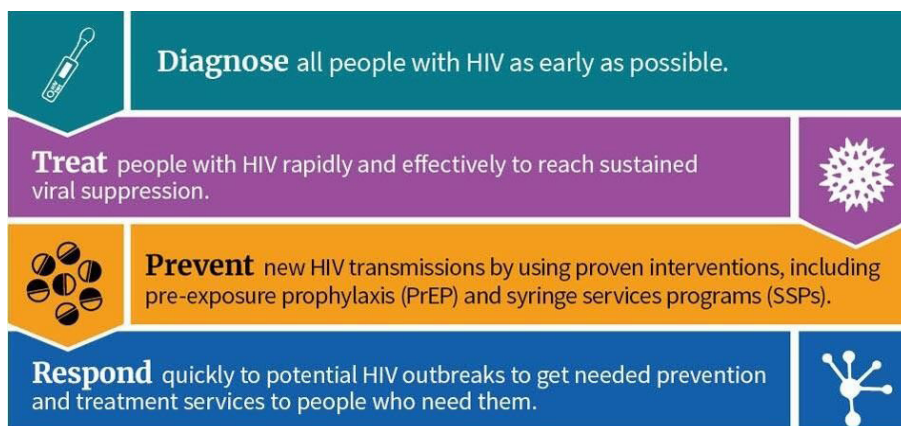 Diagnose all people with HIV as early as possible.
Treat people with HIV rapidly and effectively to reach sustained
viral suppression.
Prevent new HIV transmissions by using proven interventions, including
pre-exposure prophylaxis (PrEP) and syringe services programs (SSPs).
Respond quickly to potential HIV outbreaks to get needed prevention
and treatment services to people who need them.